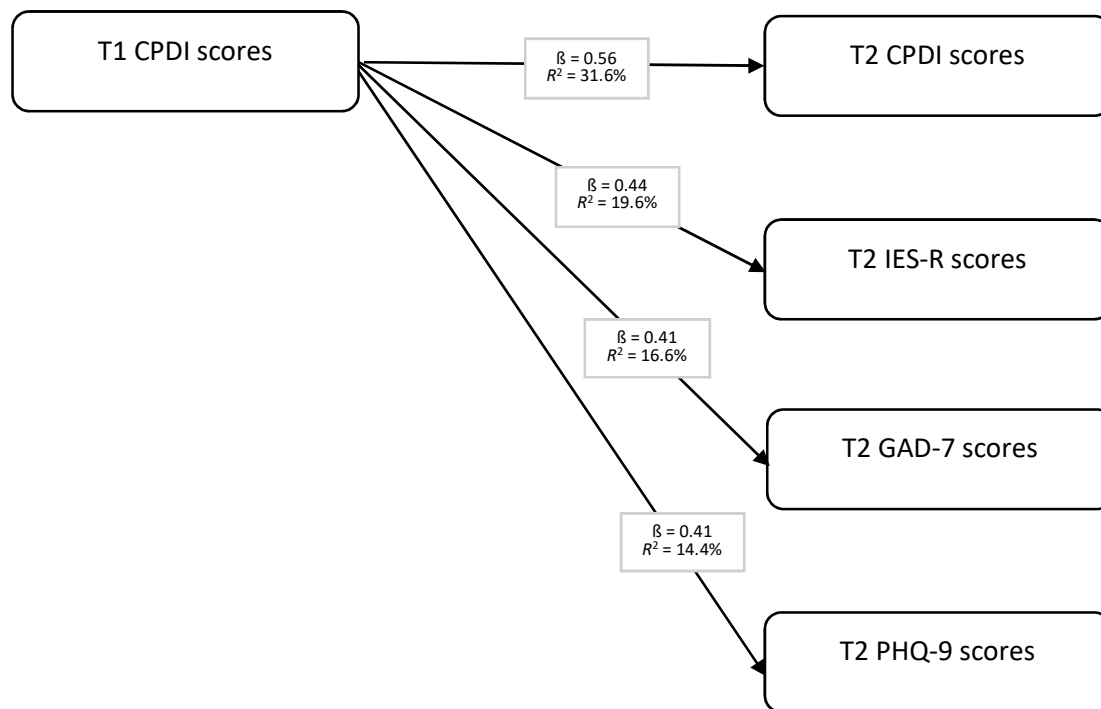 T1 CPDI scores
ß = 0.56
R² = 31.6%
T2 CPDI scores
ß = 0.44
R² = 19.6%
T2 IES-R scores
ß = 0.41
R² = 16.6%
T2 GAD-7 scores
ß = 0.41
R² = 14.4%
T2 PHQ-9 scores